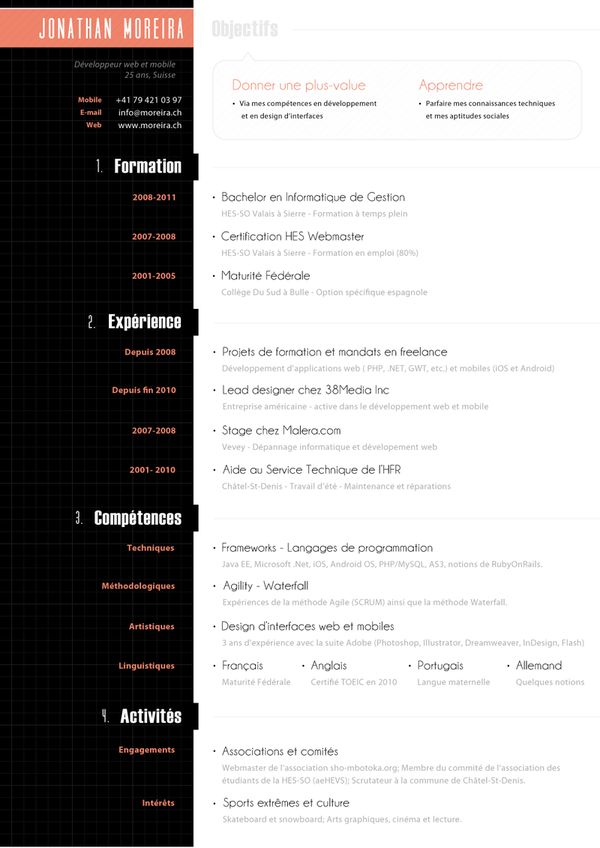 JONATHAN MOREIRA
Développeur web et mobile
25 ans, Suisse
Mobile +41 79 421 03 97
E-mail info@moreira.ch
Web www.moreira.ch
Objectifs
Donner une plus-value
• Via mes compétences en développement
et en design d'interfaces
Apprendre
• Parfaire mes connaissances techniques
et mes aptitudes sociales
1. Formation
2008-2011 • Bachelor en Informatique de Gestion
HES-SO Valais à Sierre - Formation à temps plein
2007-2008 • Certification HES Webmaster
HES-SO Valais à Sierre - Formation en emploi (80%)
2001-2005 • Maturité Fédérale
Collège Du Sud à Bulle - Option spécifique espagnole
2. Expérience
Depuis 2008 • Projets de formation et mandats en freelance
Développement d'applications web ( PHP, .NET, GWT, etc.) et mobiles (iOS et Android)
Depuis fin 2010 • Lead designer chez 38Media Inc
Entreprise américaine - active dans le développement web et mobile
2007-2008 • Stage chez Malera.com
Vevey - Dépannage informatique et dévelopement web
2001- 2010 • Aide au Service Technique de l'HFR
Châtel-St-Denis - Travail d'été - Maintenance et réparations
3. Compétences
Techniques • Frameworks - Langages de programmation
Java EE, Microsoft .Net, iOS, Android OS, PHP/MySQL, AS3, notions de RubyOnRails.
Méthodologiques • Agility - Waterfall
Expériences de la méthode Agile (SCRUM) ainsi que la méthode Waterfall.
Artistiques • Design d'interfaces web et mobiles
3 ans d'expérience avec la suite Adobe (Photoshop, Illustrator, Dreamweaver, InDesign, Flash)
Linguistiques • Français • Anglais • Portugais • Allemand
Maturité Fédérale Certifié TOEIC en 2010 Langue maternelle Quelques notions
4. Activités
Engagements • Associations et comités
Webmaster de l'association sho-mbotoka.org; Membre du commité de l'association des
étudiants de la HES-SO (aeHEVS); Scrutateur à la commune de Châtel-St-Denis.
Intérêts • Sports extrêmes et culture
Skateboard et snowboard; Arts graphiques, cinéma et lecture.